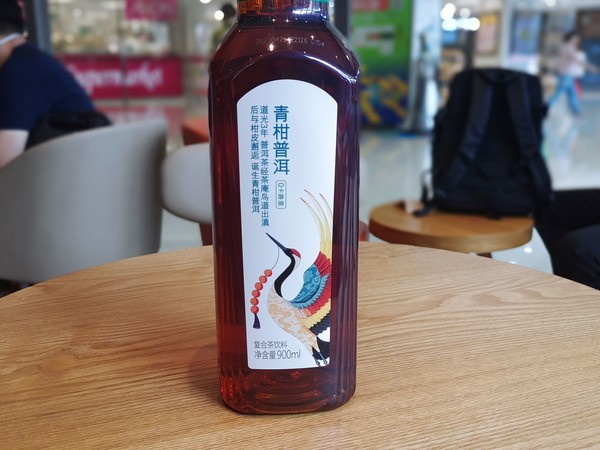 青柑普洱
道光3年 普洱茶经茶庵鸟道出滇
后与柑皮邂逅 诞生青柑普洱
复合茶饮料
净含量900ml